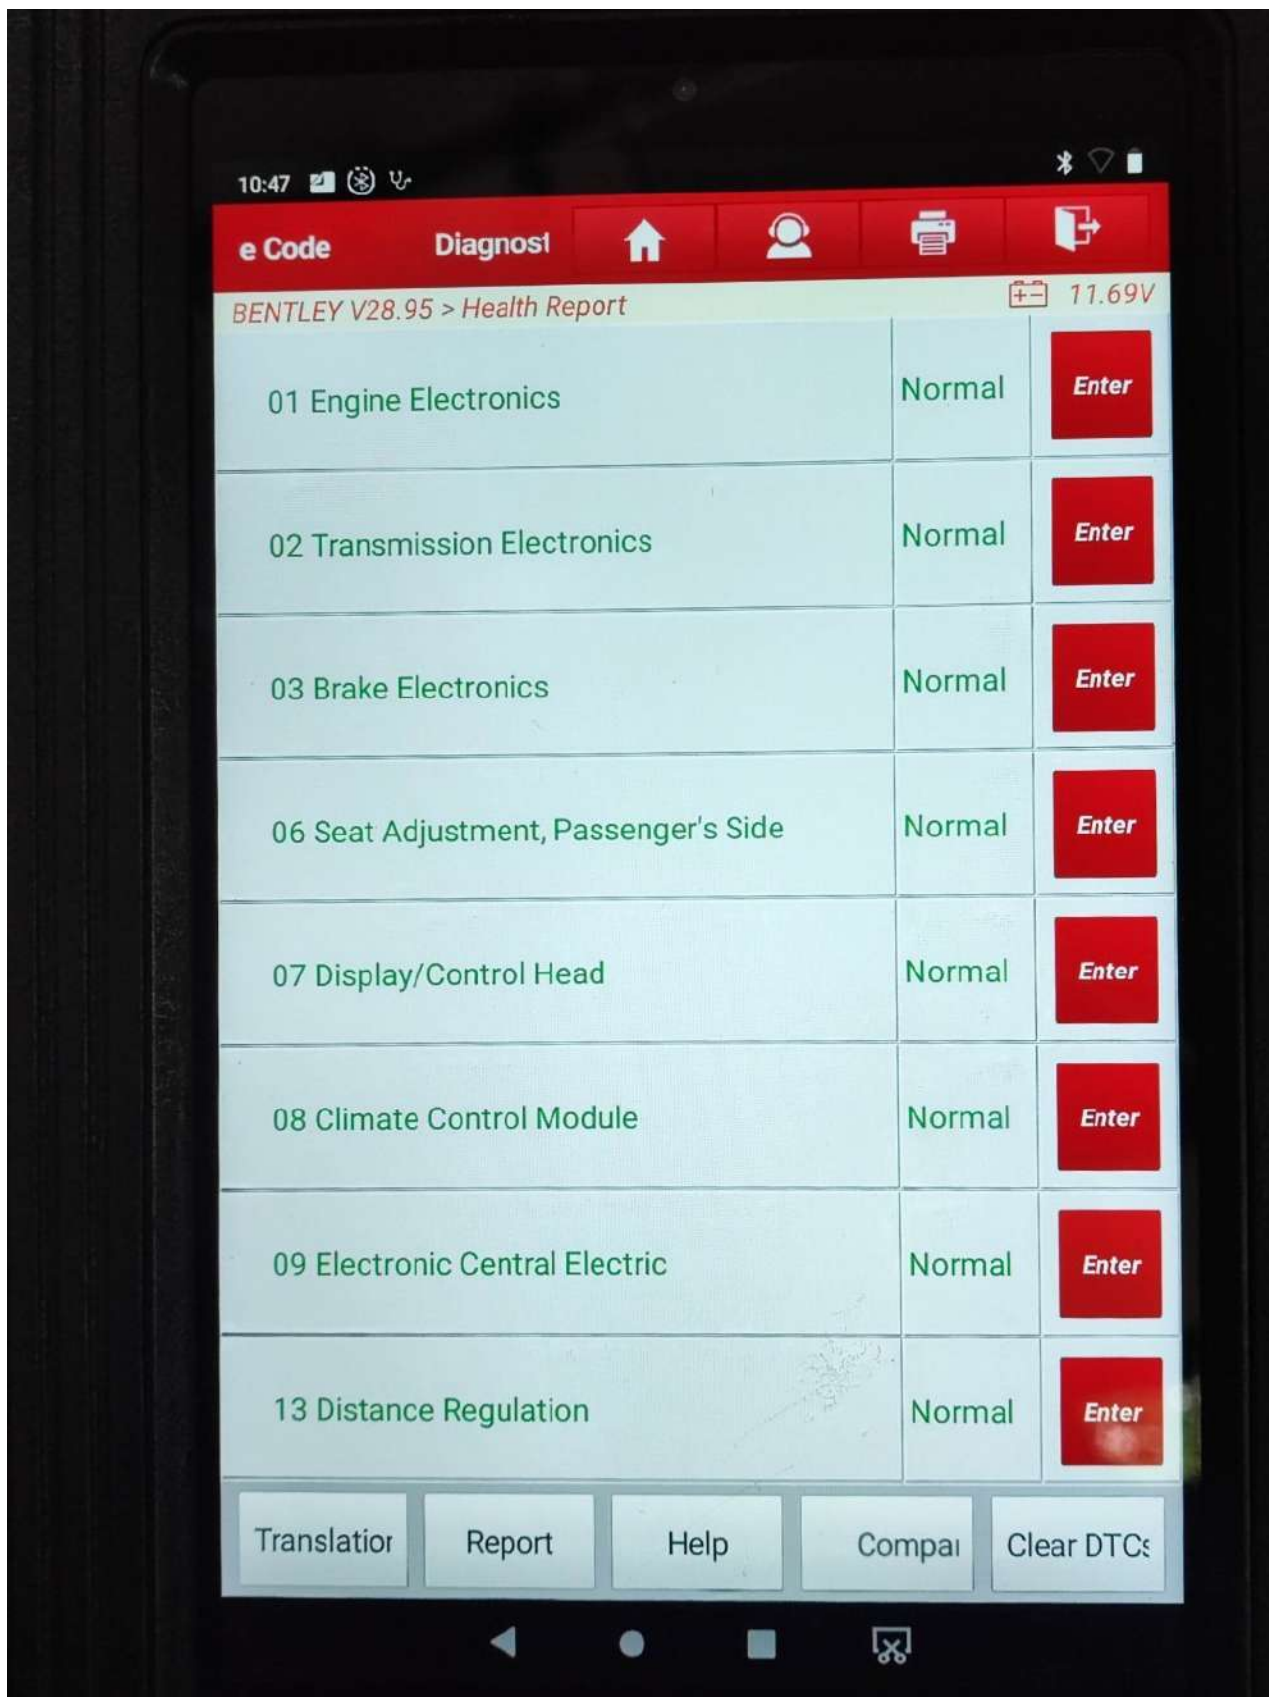 10:47
e Code Diagnost
BENTLEY V28.95 > Health Report 11.69V
01 Engine Electronics Normal Enter
02 Transmission Electronics Normal Enter
03 Brake Electronics Normal Enter
06 Seat Adjustment, Passenger's Side Normal Enter
07 Display/Control Head Normal Enter
08 Climate Control Module Normal Enter
09 Electronic Central Electric Normal Enter
13 Distance Regulation Normal Enter
Translation Report Help Compar Clear DTCs